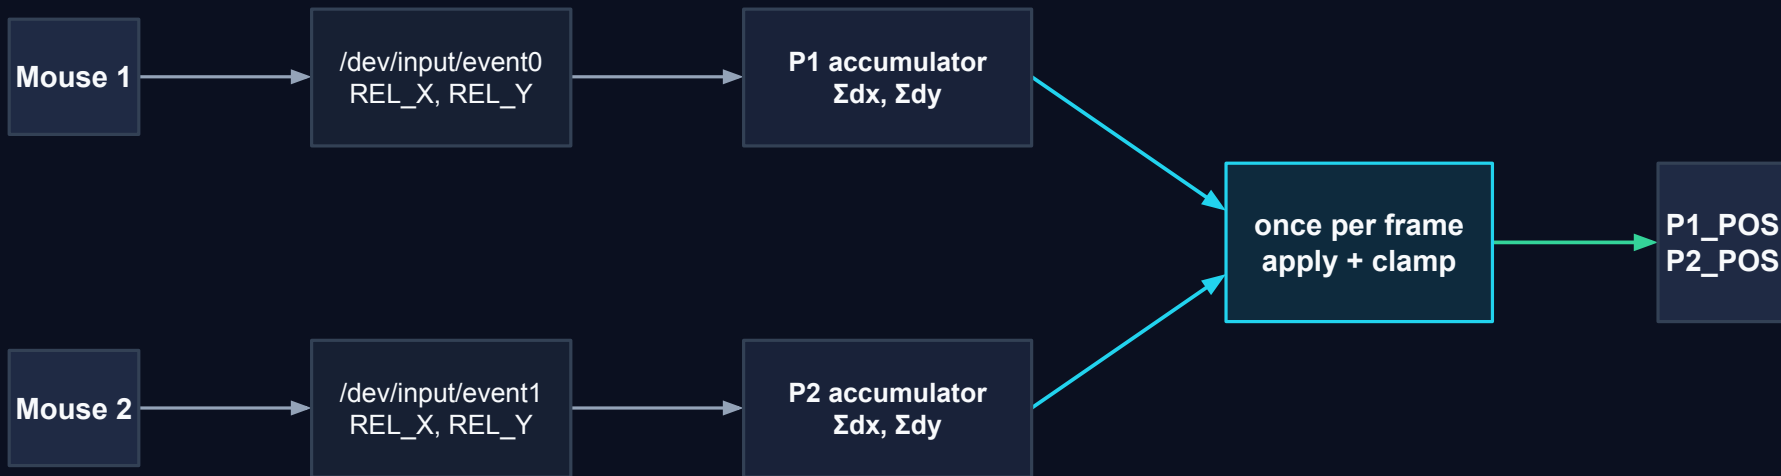 Mouse 1
/dev/input/event0
REL_X, REL_Y
P1 accumulator
Σdx, Σdy
once per frame
apply + clamp
P1_POS
P2_POS
Mouse 2
/dev/input/event1
REL_X, REL_Y
P2 accumulator
Σdx, Σdy